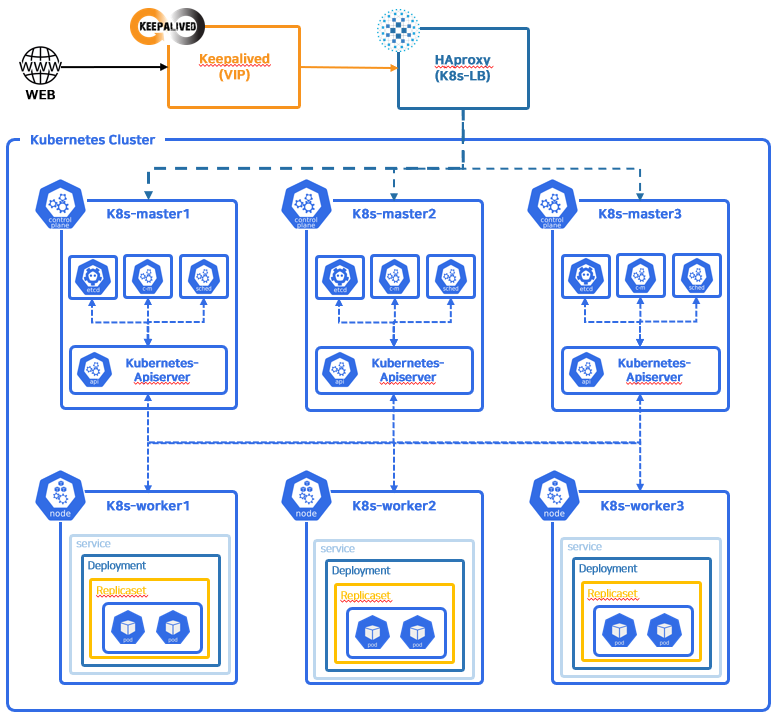 KEEPALIVED
Keepalived
(VIP)
HAproxy
(K8s-LB)
WWW
WEB
Kubernetes Cluster
control
plane
K8s-master1
control
plane
K8s-master2
control
plane
K8s-master3
etcd
c-m
sched
etcd
c-m
sched
etcd
c-m
sched
api
Kubernetes-
Apiserver
api
Kubernetes-
Apiserver
api
Kubernetes-
Apiserver
node
K8s-worker1
node
K8s-worker2
node
K8s-worker3
service
Deployment
Replicaset
pod
pod
service
Deployment
Replicaset
pod
pod
service
Deployment
Replicaset
pod
pod